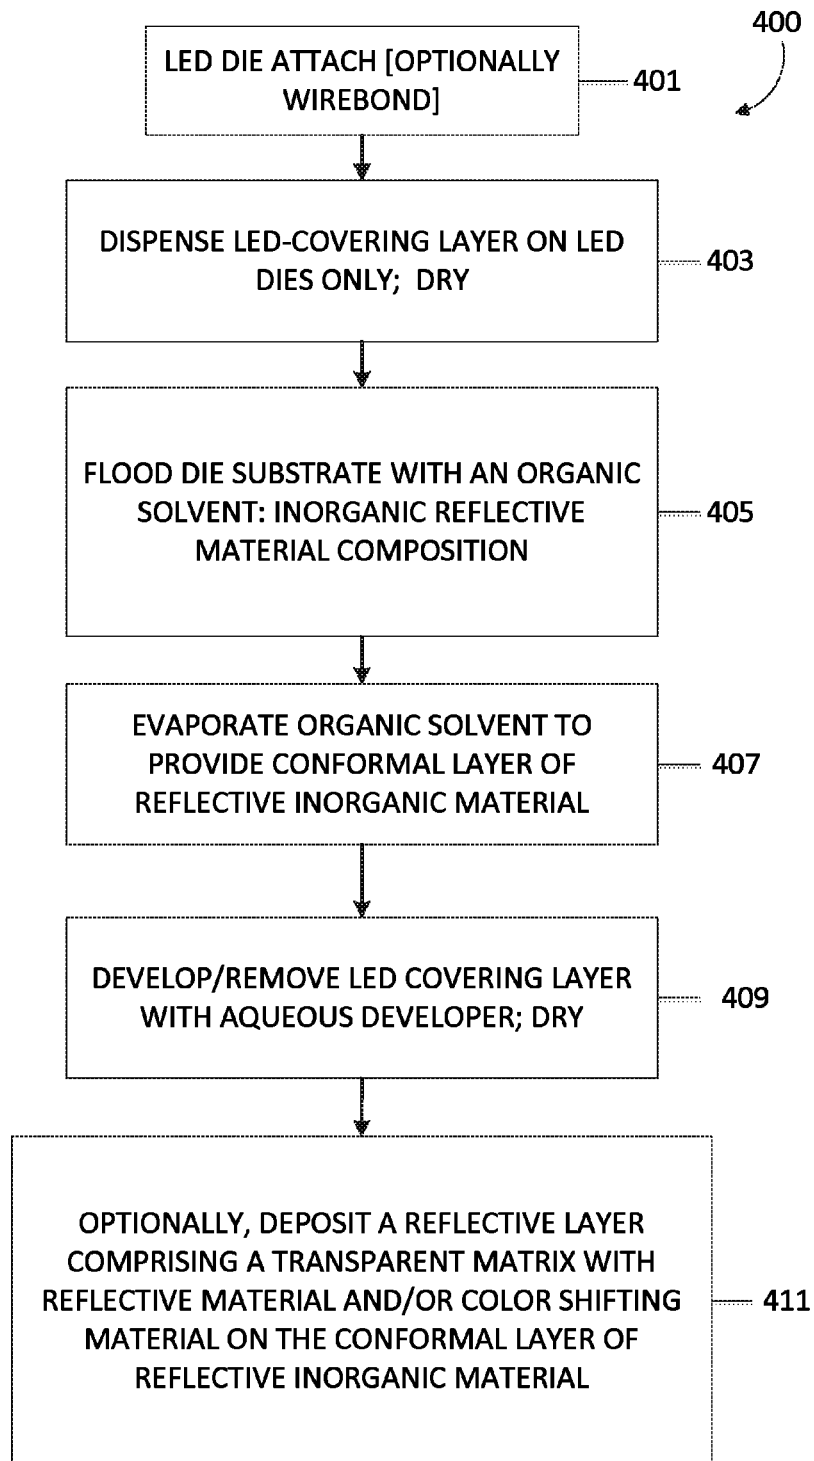 400
LED DIE ATTACH [OPTIONALLY
WIREBOND]
401
DISPENSE LED-COVERING LAYER ON LED
DIES ONLY; DRY
403
FLOOD DIE SUBSTRATE WITH AN ORGANIC
SOLVENT: INORGANIC REFLECTIVE
MATERIAL COMPOSITION
405
EVAPORATE ORGANIC SOLVENT TO
PROVIDE CONFORMAL LAYER OF
REFLECTIVE INORGANIC MATERIAL
407
DEVELOP/REMOVE LED COVERING LAYER
WITH AQUEOUS DEVELOPER; DRY
409
OPTIONALLY, DEPOSIT A REFLECTIVE LAYER
COMPRISING A TRANSPARENT MATRIX WITH
REFLECTIVE MATERIAL AND/OR COLOR SHIFTING
MATERIAL ON THE CONFORMAL LAYER OF
REFLECTIVE INORGANIC MATERIAL
411